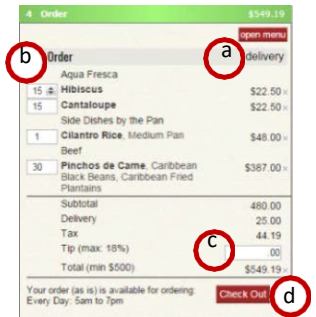 4 Order $549.19
open menu
b Order a delivery
Agua Fresca
15 Hibiscus $22.50 ×
15 Cantaloupe $22.50 ×
Side Dishes by the Pan
1 Cilantro Rice, Medium Pan $48.00 ×
Beef
30 Pinchos de Carne, Caribbean $387.00 ×
Black Beans, Caribbean Fried
Plantains
Subtotal 480.00
Delivery 25.00
Tax 44.19
Tip (max: 18%) c .00
Total (min $500) $549.19 ×
Your order (as is) is available for ordering: Check Out d
Every Day: 5am to 7pm